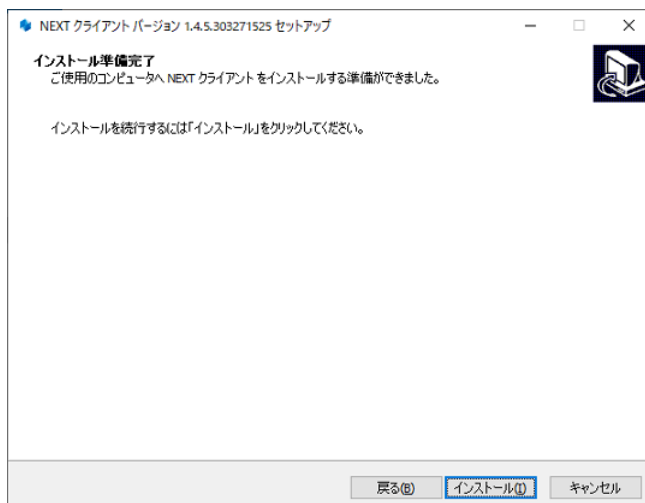 NEXT クライアント バージョン 1.4.5.303271525 セットアップ
インストール準備完了
ご使用のコンピュータへ NEXT クライアント をインストールする準備ができました。
インストールを続行するには「インストール」をクリックしてください。
戻る(B) インストール(I) キャンセル